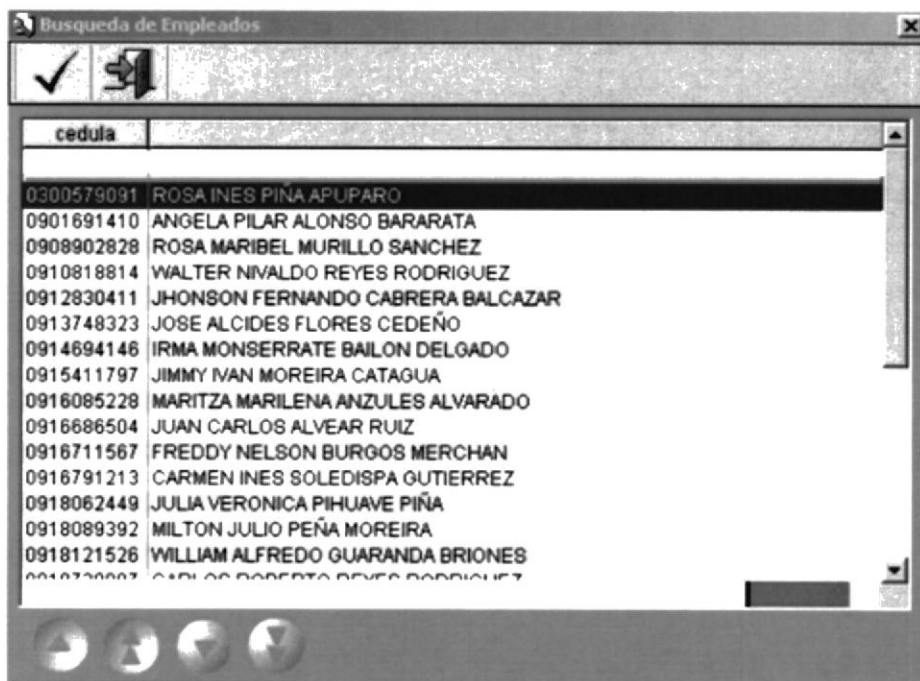 Busqueda de Empleados
cedula
0300579091 ROSA INES PIÑA APUPARO
0901691410 ANGELA PILAR ALONSO BARARATA
0908902828 ROSA MARIBEL MURILLO SANCHEZ
0910818814 WALTER NIVALDO REYES RODRIGUEZ
0912830411 JHONSON FERNANDO CABRERA BALCAZAR
0913748323 JOSE ALCIDES FLORES CEDEÑO
0914694146 IRMA MONSERRATE BAILON DELGADO
0915411797 JIMMY IVAN MOREIRA CATAGUA
0916085228 MARITZA MARILENA ANZULES ALVARADO
0916686504 JUAN CARLOS ALVEAR RUIZ
0916711567 FREDDY NELSON BURGOS MERCHAN
0916791213 CARMEN INES SOLEDISPA GUTIERREZ
0918062449 JULIA VERONICA PIHUAVE PIÑA
0918089392 MILTON JULIO PEÑA MOREIRA
0918121526 WILLIAM ALFREDO GUARANDA BRIONES
CARLOS ROBERTO REYES RODRIGUEZ